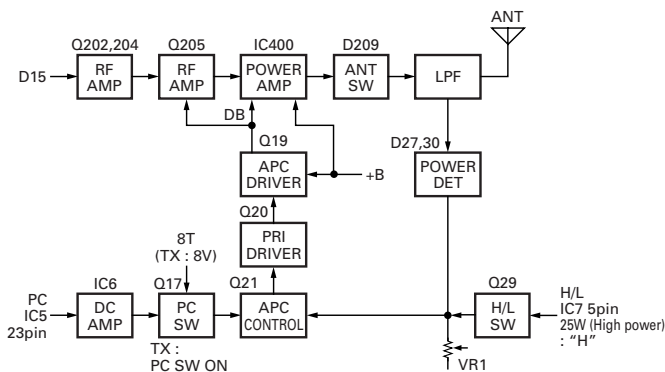 ANT
Q202,204
Q205
IC400
D209
D15
RF
AMP
RF
AMP
POWER
AMP
ANT
SW
LPF
DB
Q19
D27,30
APC
DRIVER
+B
POWER
DET
Q20
8T
(TX : 8V)
PRI
DRIVER
IC6
Q17
Q21
Q29
PC
IC5
23pin
DC
AMP
PC
SW
APC
CONTROL
H/L
SW
H/L
IC7 5pin
25W (High power)
: "H"
TX :
PC SW ON
VR1